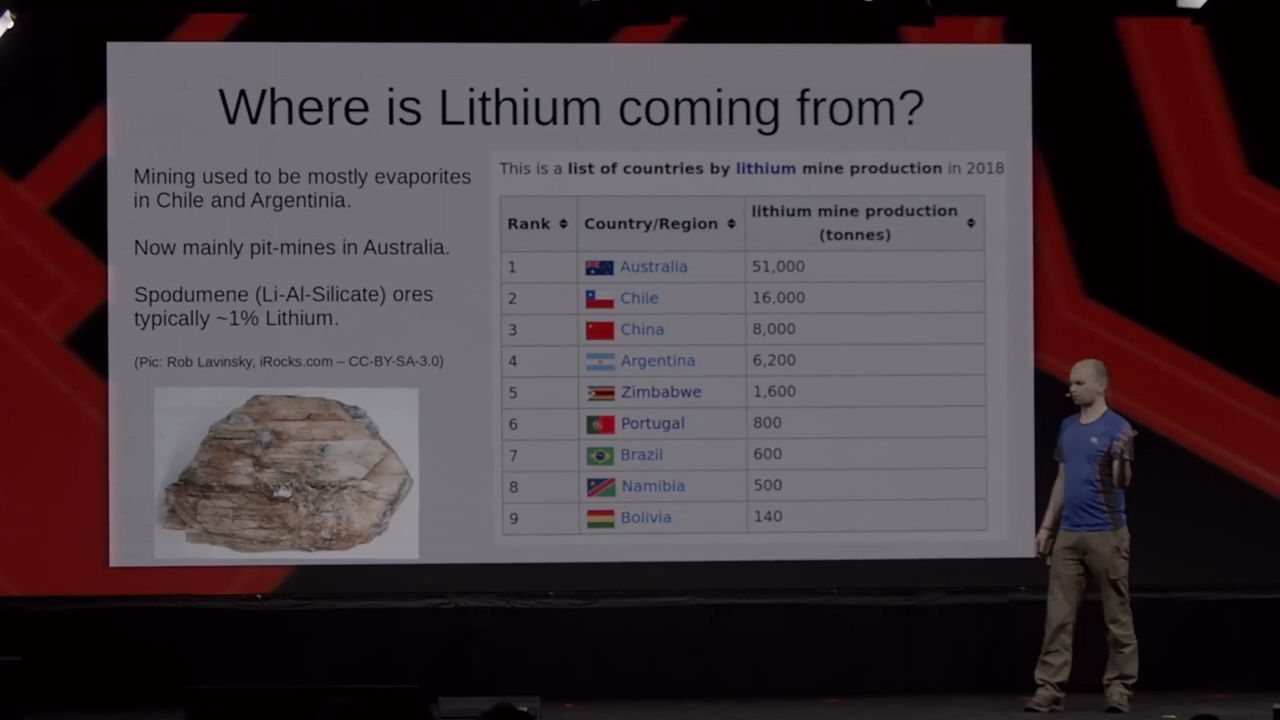 Where is Lithium coming from?
Mining used to be mostly evaporites
in Chile and Argentinia.
Now mainly pit-mines in Australia.
Spodumene (Li-Al-Silicate) ores
typically ~1% Lithium.
(Pic: Rob Lavinsky, iRocks.com – CC-BY-SA-3.0)
This is a list of countries by lithium mine production in 2018
Rank Country/Region lithium mine production
(tonnes)
1 Australia 51,000
2 Chile 16,000
3 China 8,000
4 Argentina 6,200
5 Zimbabwe 1,600
6 Portugal 800
7 Brazil 600
8 Namibia 500
9 Bolivia 140